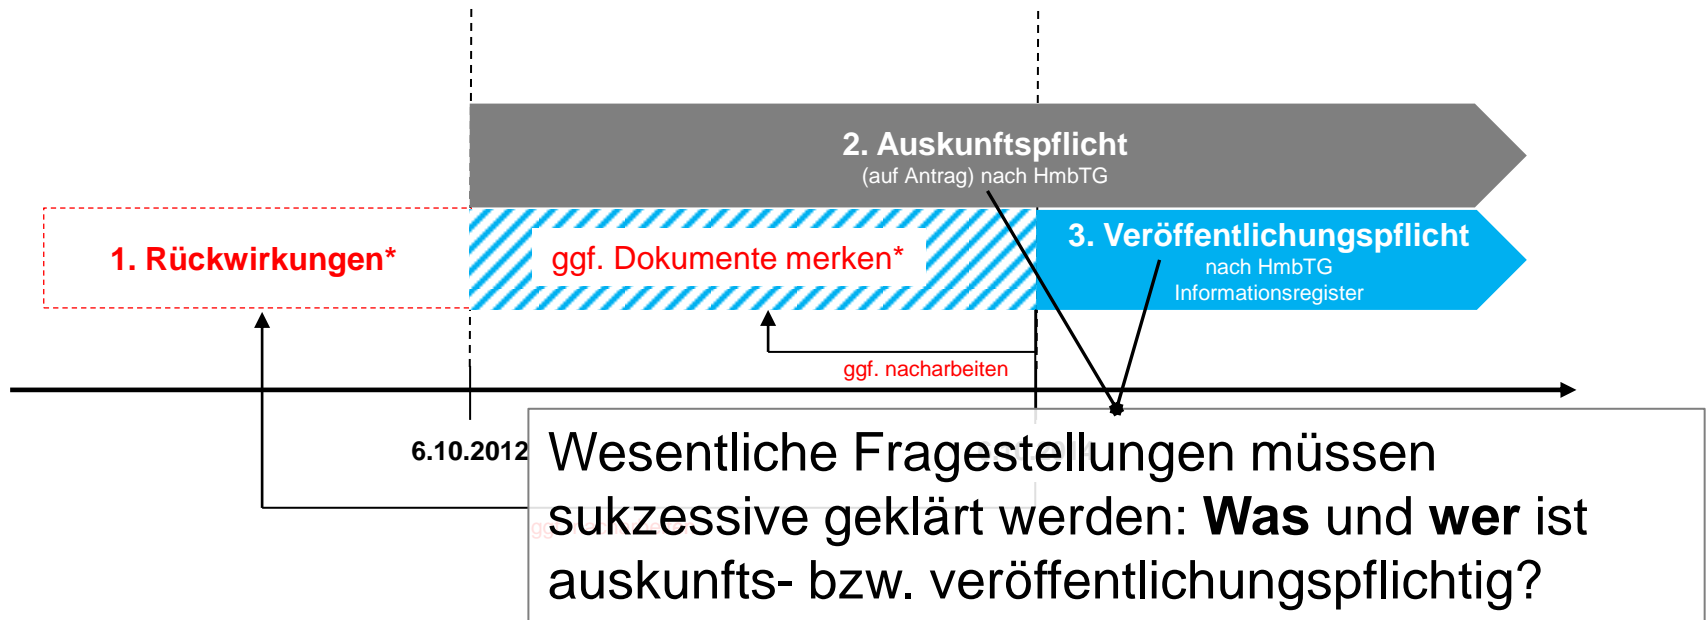 2. Auskunftspflicht
(auf Antrag) nach HmbTG
1. Rückwirkungen*
ggf. Dokumente merken*
3. Veröffentlichungspflicht
nach HmbTG
Informationsregister
ggf. nacharbeiten
6.10.2012
Wesentliche Fragestellungen müssen
sukzessive geklärt werden: Was und wer ist
auskunfts- bzw. veröffentlichungspflichtig?